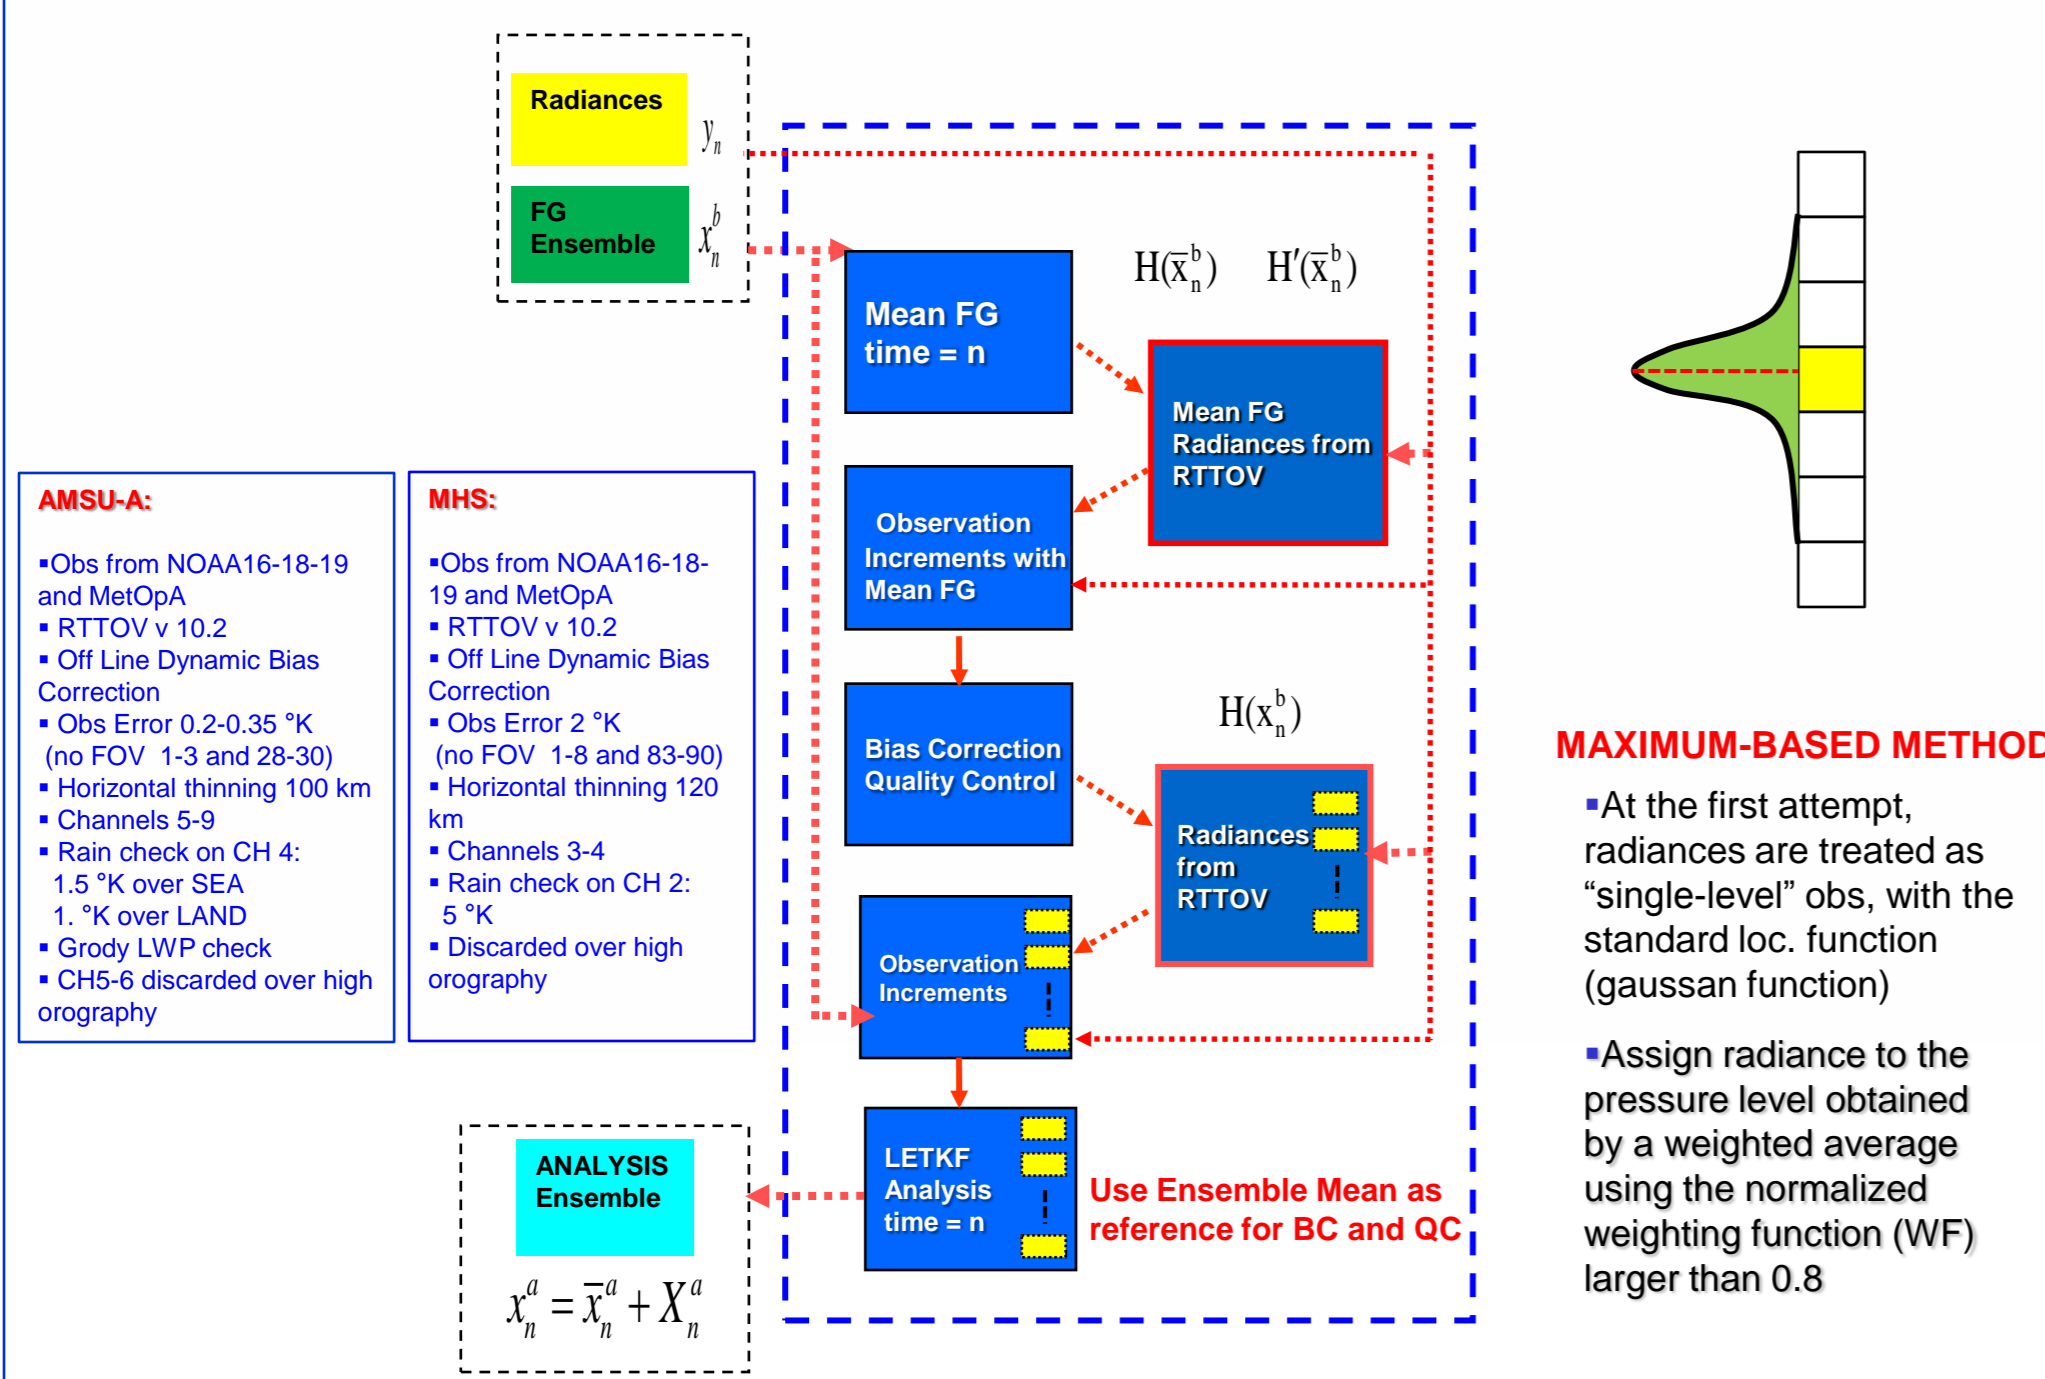 Radiances
yₙ
FG
Ensemble
xₙᵇ
Mean FG
time = n
H(x̅ₙᵇ) H′(x̅ₙᵇ)
Mean FG
Radiances from
RTTOV
Observation
Increments with
Mean FG
Bias Correction
Quality Control
H(xₙᵇ)
Radiances
from
RTTOV
Observation
Increments
LETKF
Analysis
time = n
Use Ensemble Mean as
reference for BC and QC
ANALYSIS
Ensemble
xₙᵃ = x̅ₙᵃ + Xₙᵃ
AMSU-A:
▪Obs from NOAA16-18-19
and MetOpA
▪ RTTOV v 10.2
▪ Off Line Dynamic Bias
Correction
▪ Obs Error 0.2-0.35 °K
(no FOV 1-3 and 28-30)
▪ Horizontal thinning 100 km
▪ Channels 5-9
▪ Rain check on CH 4:
1.5 °K over SEA
1. °K over LAND
▪ Grody LWP check
▪ CH5-6 discarded over high
orography
MHS:
▪Obs from NOAA16-18-
19 and MetOpA
▪ RTTOV v 10.2
▪ Off Line Dynamic Bias
Correction
▪ Obs Error 2 °K
(no FOV 1-8 and 83-90)
▪ Horizontal thinning 120
km
▪ Channels 3-4
▪ Rain check on CH 2:
5 °K
▪ Discarded over high
orography
MAXIMUM-BASED METHOD
▪At the first attempt,
radiances are treated as
“single-level” obs, with the
standard loc. function
(gaussan function)
▪Assign radiance to the
pressure level obtained
by a weighted average
using the normalized
weighting function (WF)
larger than 0.8